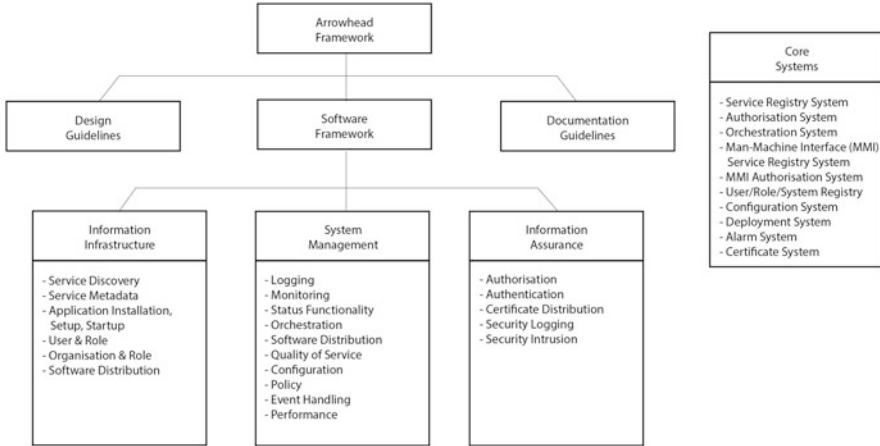 Arrowhead
Framework
Design
Guidelines
Software
Framework
Documentation
Guidelines
Information
Infrastructure
- Service Discovery
- Service Metadata
- Application Installation,
Setup, Startup
- User & Role
- Organisation & Role
- Software Distribution
System
Management
- Logging
- Monitoring
- Status Functionality
- Orchestration
- Software Distribution
- Quality of Service
- Configuration
- Policy
- Event Handling
- Performance
Information
Assurance
- Authorisation
- Authentication
- Certificate Distribution
- Security Logging
- Security Intrusion
Core
Systems
- Service Registry System
- Authorisation System
- Orchestration System
- Man-Machine Interface (MMI)
Service Registry System
- MMI Authorisation System
- User/Role/System Registry
- Configuration System
- Deployment System
- Alarm System
- Certificate System